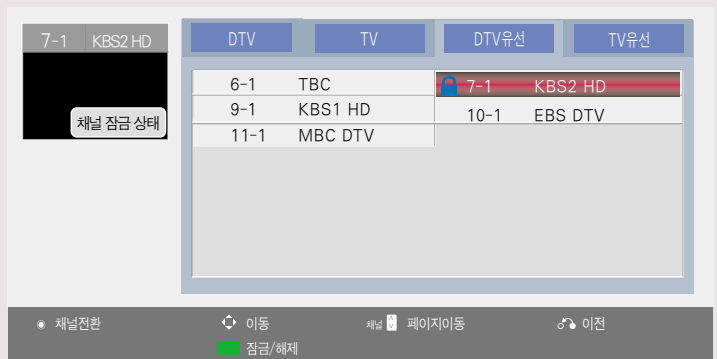 7-1 KBS2 HD
채널 잠금 상태
DTV TV DTV유선 TV유선
6-1 TBC 7-1 KBS2 HD
9-1 KBS1 HD 10-1 EBS DTV
11-1 MBC DTV
채널전환 이동 채널 페이지이동 이전
잠금/해제